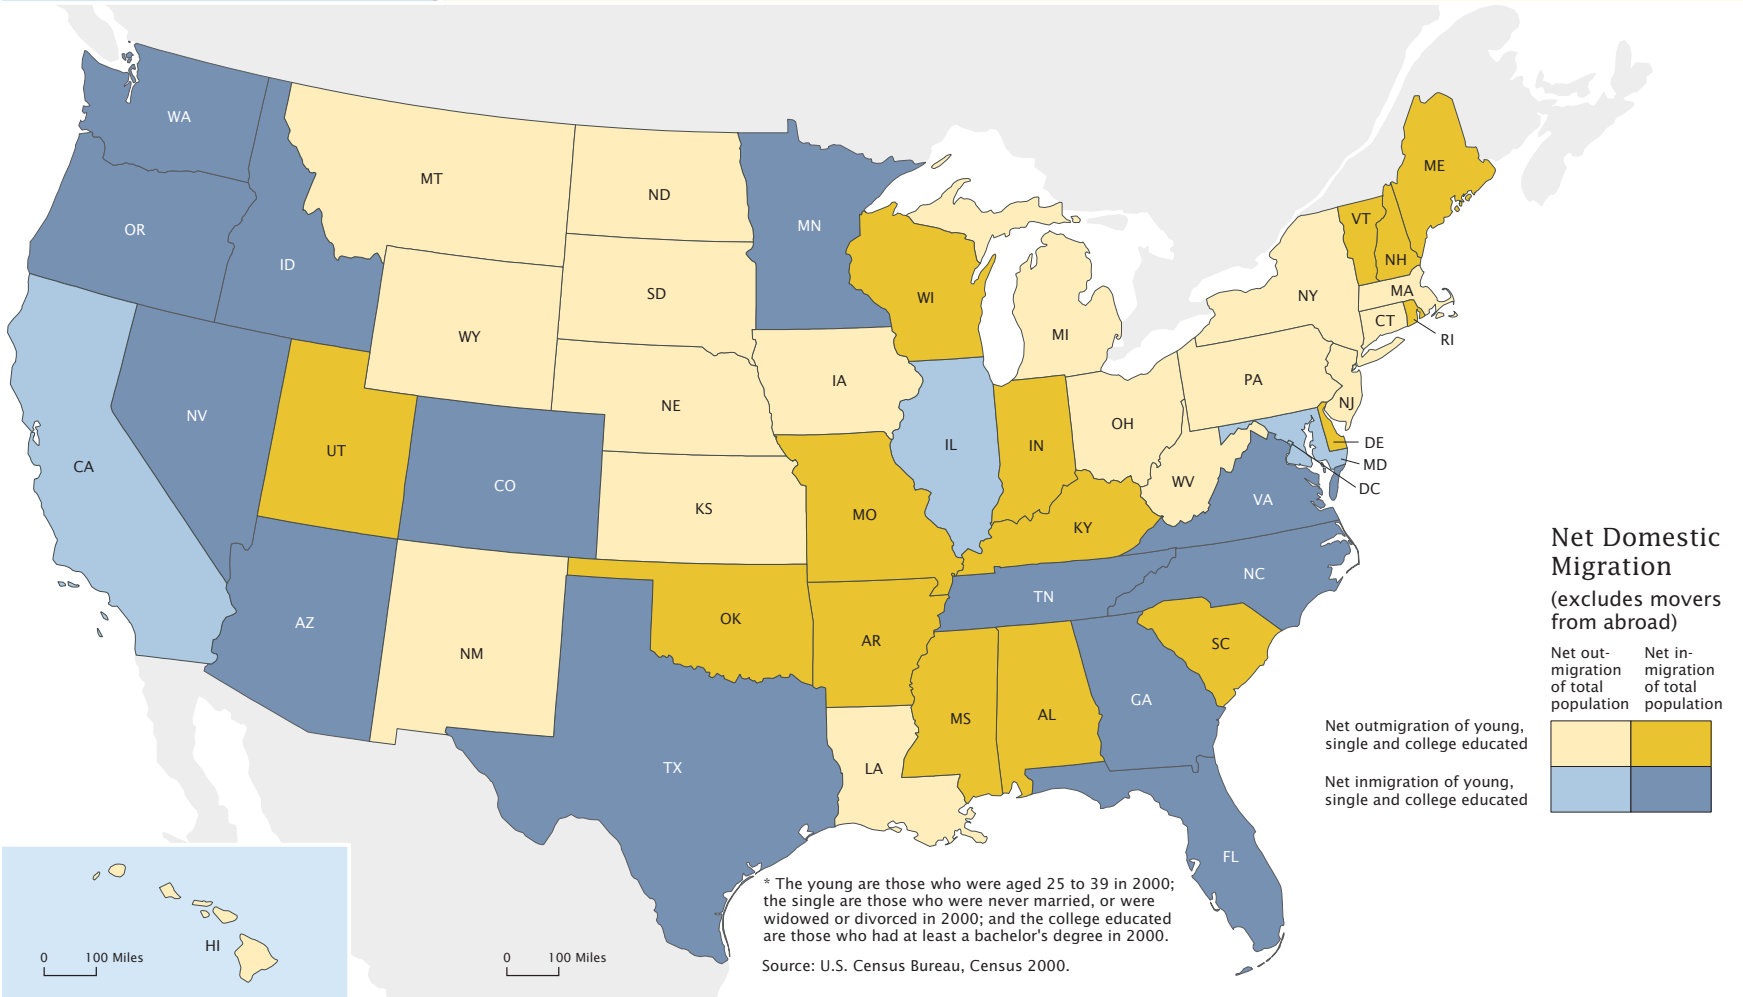 WA
MT
ND
ME
MN
VT
OR
NH
ID
SD
WI
NY
MA
CT
WY
MI
RI
IA
PA
NE
NJ
NV
OH
UT
IL
IN
DE
CA
MD
CO
WV
DC
VA
KS
MO
KY
NC
TN
AZ
OK
AR
SC
NM
GA
MS
AL
TX
LA
FL
HI
Net Domestic
Migration
(excludes movers
from abroad)
Net out-
migration
of total
population
Net in-
migration
of total
population
Net outmigration of young,
single and college educated
Net inmigration of young,
single and college educated
* The young are those who were aged 25 to 39 in 2000;
the single are those who were never married, or were
widowed or divorced in 2000; and the college educated
are those who had at least a bachelor's degree in 2000.
Source: U.S. Census Bureau, Census 2000.
0 100 Miles
0 100 Miles